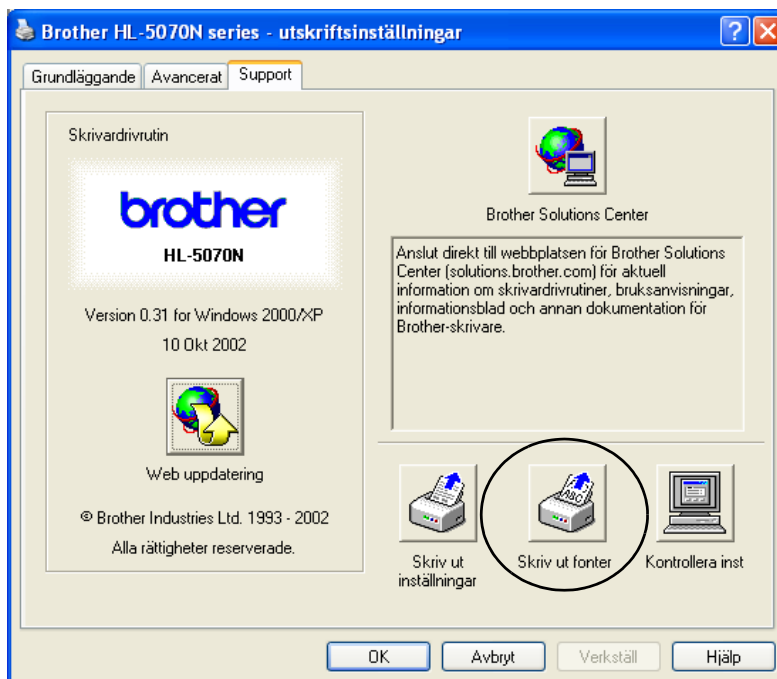 Brother HL-5070N series - utskriftsinställningar
Grundläggande
Avancerat
Support
Skrivardrivrutin
brother
HL-5070N
Version 0.31 for Windows 2000/XP
10 Okt 2002
Web uppdatering
© Brother Industries Ltd. 1993 - 2002
Alla rättigheter reserverade.
Brother Solutions Center
Anslut direkt till webbplatsen för Brother Solutions
Center (solutions.brother.com) för aktuell
information om skrivardrivrutiner, bruksanvisningar,
informationsblad och annan dokumentation för
Brother-skrivare.
ABC
Skriv ut
inställningar
Skriv ut fonter
Kontrollera inst
OK
Avbryt
Verkställ
Hjälp